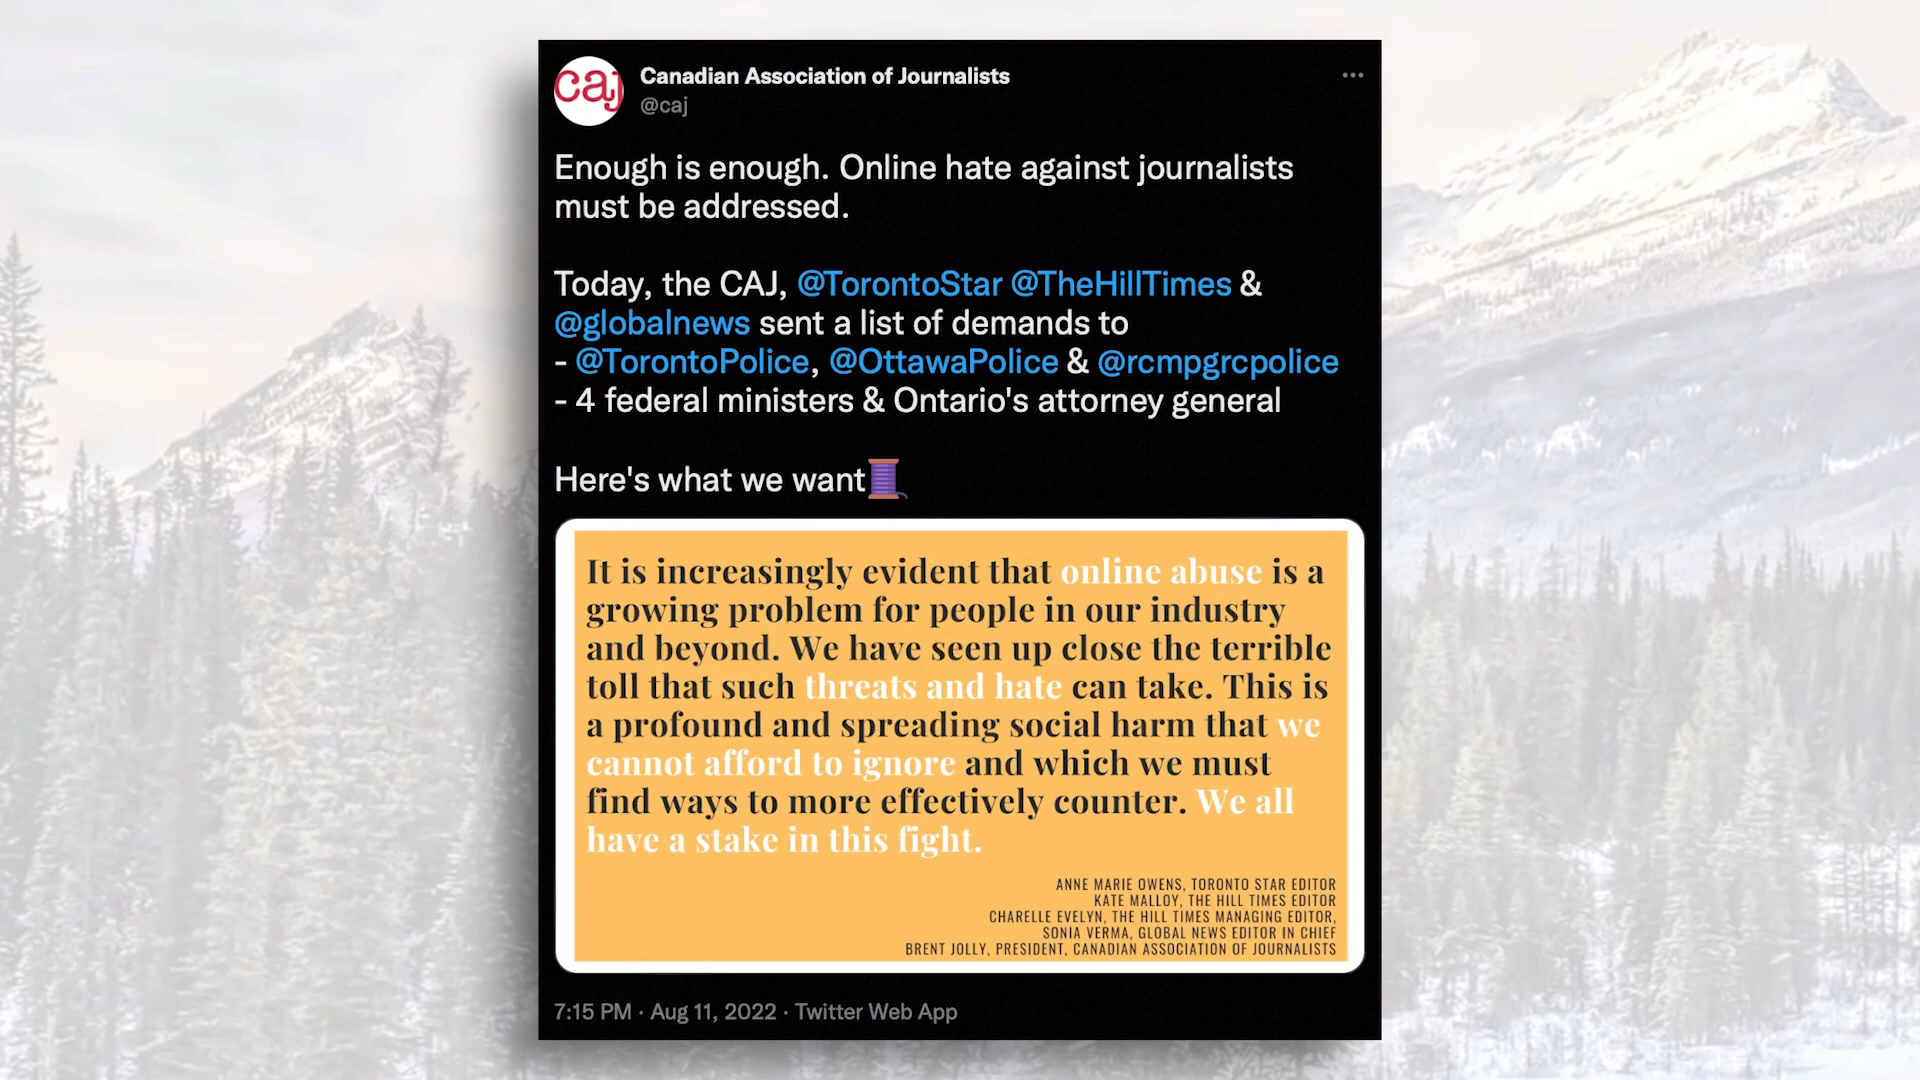 caj
Canadian Association of Journalists
@caj
Enough is enough. Online hate against journalists
must be addressed.
Today, the CAJ, @TorontoStar @TheHillTimes &
@globalnews sent a list of demands to
- @TorontoPolice, @OttawaPolice & @rcmpgrcpolice
- 4 federal ministers & Ontario's attorney general
Here's what we want
It is increasingly evident that online abuse is a
growing problem for people in our industry
and beyond. We have seen up close the terrible
toll that such threats and hate can take. This is
a profound and spreading social harm that we
cannot afford to ignore and which we must
find ways to more effectively counter. We all
have a stake in this fight.
ANNE MARIE OWENS, TORONTO STAR EDITOR
KATE MALLOY, THE HILL TIMES EDITOR
CHARELLE EVELYN, THE HILL TIMES MANAGING EDITOR,
SONIA VERMA, GLOBAL NEWS EDITOR IN CHIEF
BRENT JOLLY, PRESIDENT, CANADIAN ASSOCIATION OF JOURNALISTS
7:15 PM · Aug 11, 2022 · Twitter Web App